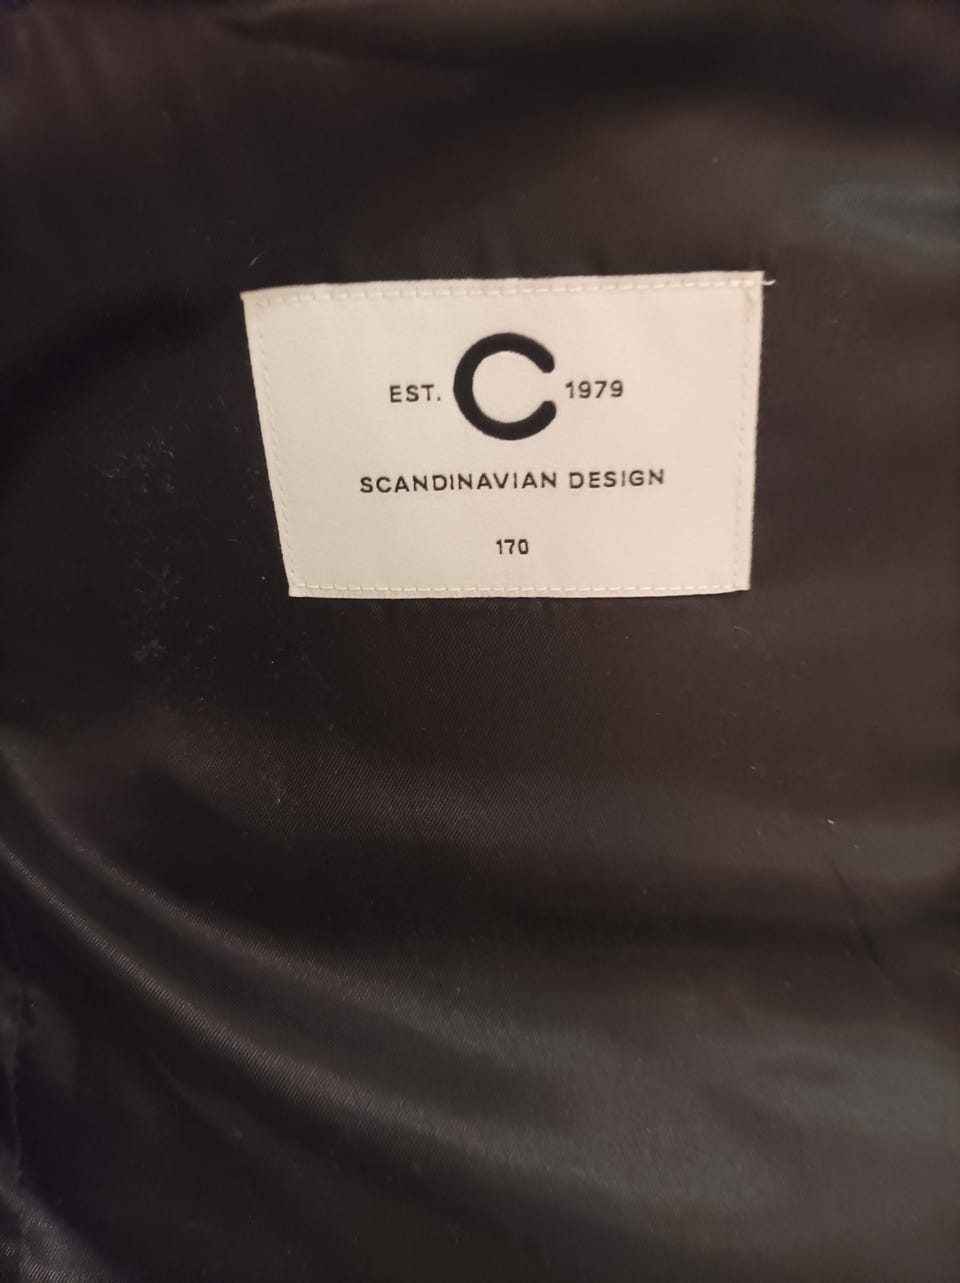 EST. C 1979
SCANDINAVIAN DESIGN
170